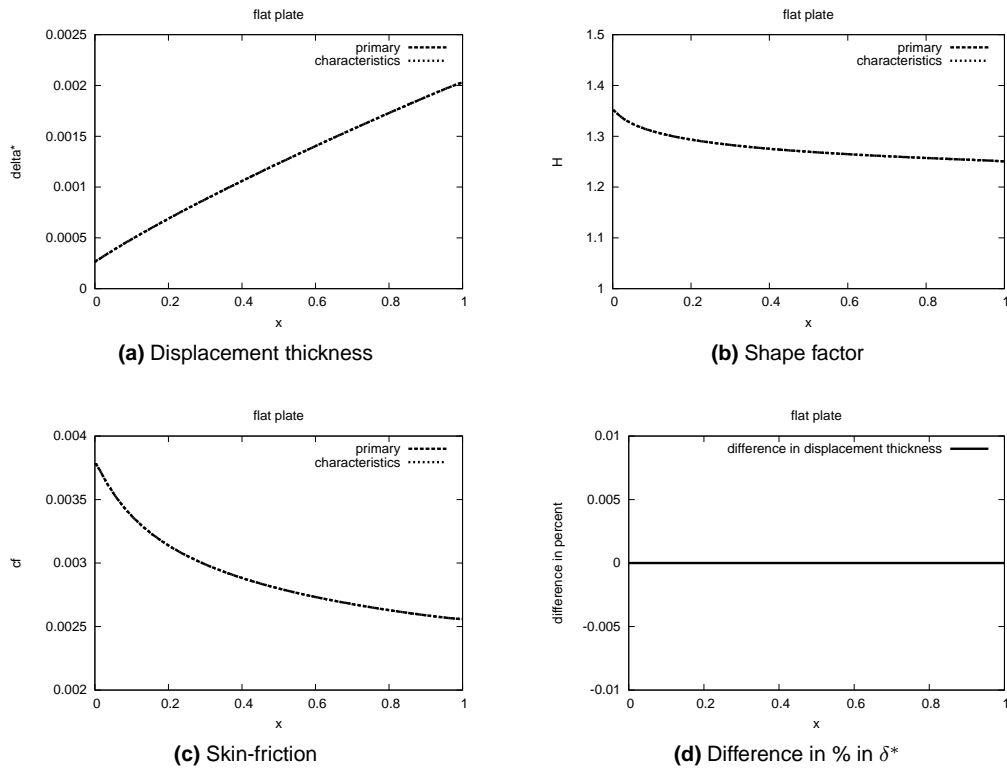 flat plate
0.0025
0.002
0.0015
0.001
0.0005
0
delta*
primary
characteristics
0 0.2 0.4 0.6 0.8 1
x
(a) Displacement thickness
flat plate
1.5
1.4
1.3
1.2
1.1
1
H
primary
characteristics
0 0.2 0.4 0.6 0.8 1
x
(b) Shape factor
flat plate
0.004
0.0035
0.003
0.0025
0.002
cf
primary
characteristics
0 0.2 0.4 0.6 0.8 1
x
(c) Skin-friction
flat plate
0.01
0.005
0
-0.005
-0.01
difference in percent
difference in displacement thickness
0 0.2 0.4 0.6 0.8 1
x
(d) Difference in % in δ*